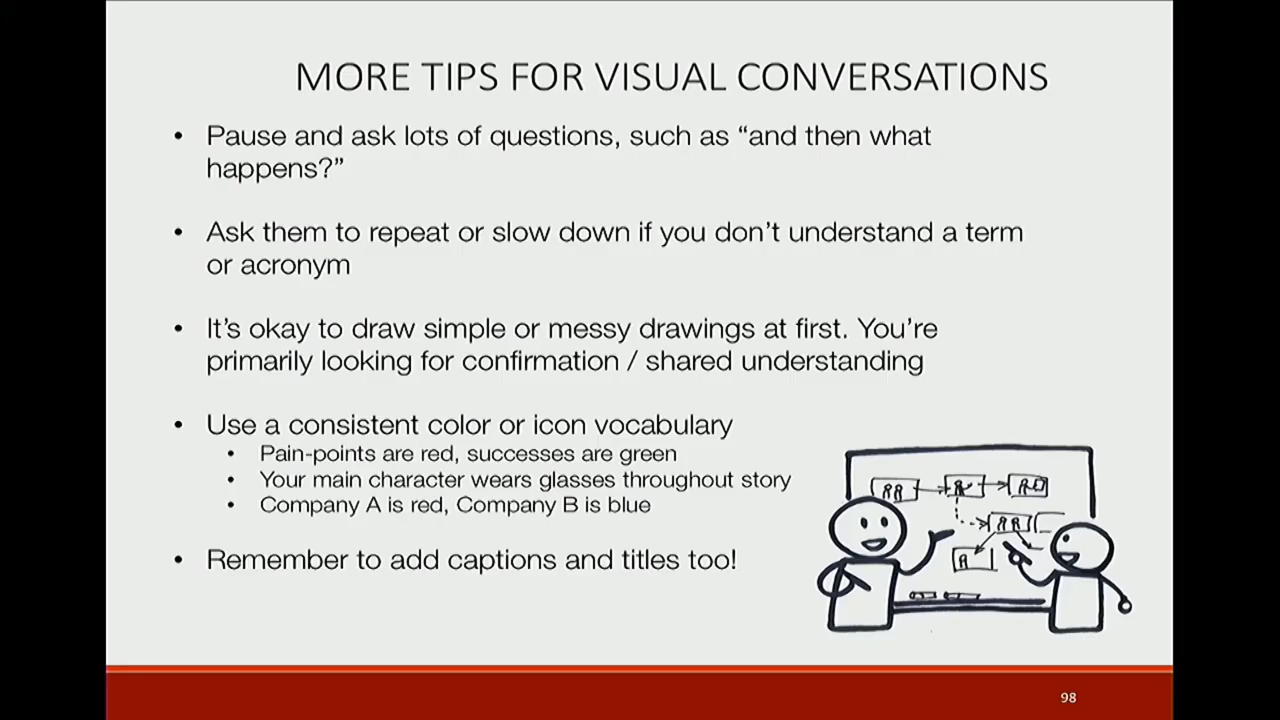 MORE TIPS FOR VISUAL CONVERSATIONS
• Pause and ask lots of questions, such as “and then what
happens?”
• Ask them to repeat or slow down if you don’t understand a term
or acronym
• It’s okay to draw simple or messy drawings at first. You’re
primarily looking for confirmation / shared understanding
• Use a consistent color or icon vocabulary
• Pain-points are red, successes are green
• Your main character wears glasses throughout story
• Company A is red, Company B is blue
• Remember to add captions and titles too!
98